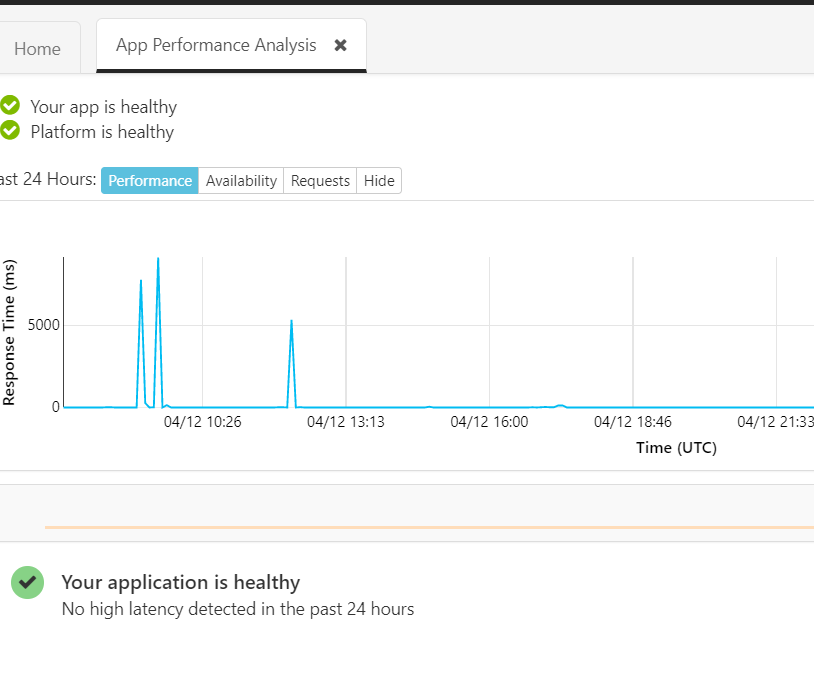 Home
App Performance Analysis ✖
Your app is healthy
Platform is healthy
ast 24 Hours: Performance Availability Requests Hide
Response Time (ms)
5000
0
04/12 10:26 04/12 13:13 04/12 16:00 04/12 18:46 04/12 21:33
Time (UTC)
Your application is healthy
No high latency detected in the past 24 hours